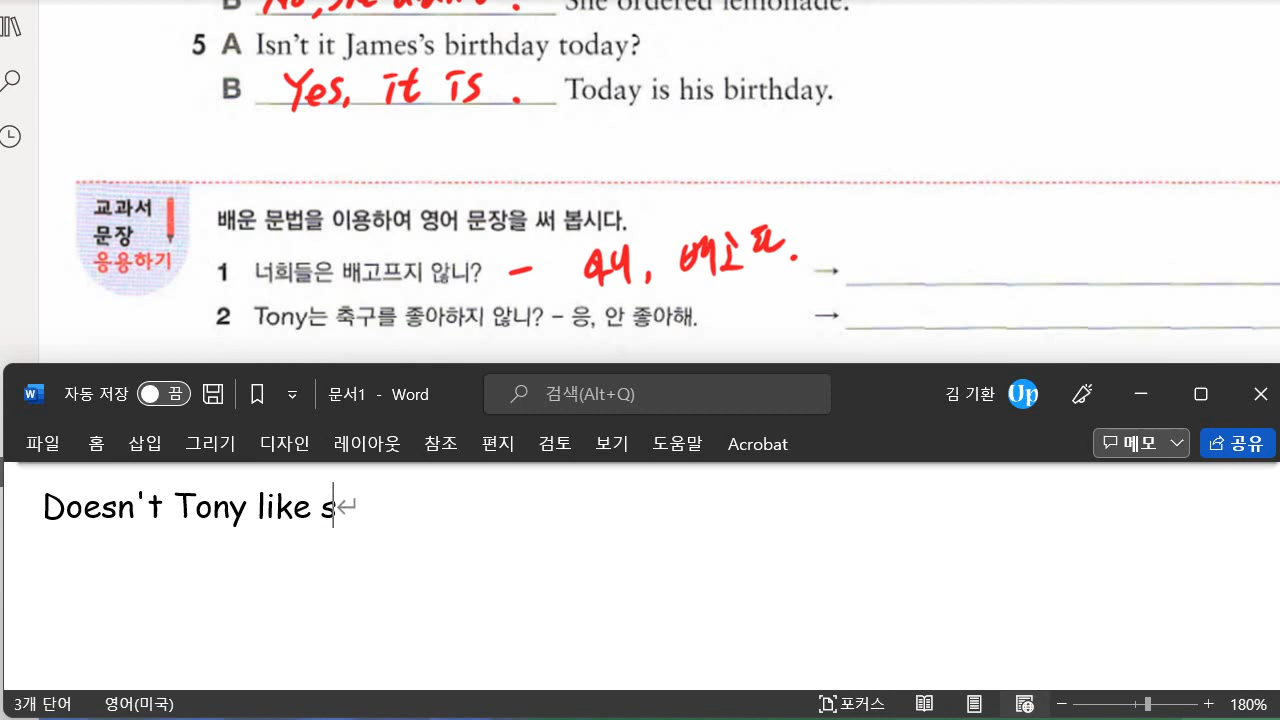 B No, she didn't. She ordered lemonade.
5 A Isn't it James's birthday today?
B Yes, it is. Today is his birthday.
교과서
문장
응용하기
배운 문법을 이용하여 영어 문장을 써 봅시다.
1 너희들은 배고프지 않니? - 아니, 배고파. →
2 Tony는 축구를 좋아하지 않니? – 응, 안 좋아해. →
자동 저장 끔 문서1 - Word 검색(Alt+Q) 김 기환 Up
파일 홈 삽입 그리기 디자인 레이아웃 참조 편지 검토 보기 도움말 Acrobat 메모 공유
Doesn't Tony like s
3개 단어 영어(미국) 포커스 180%